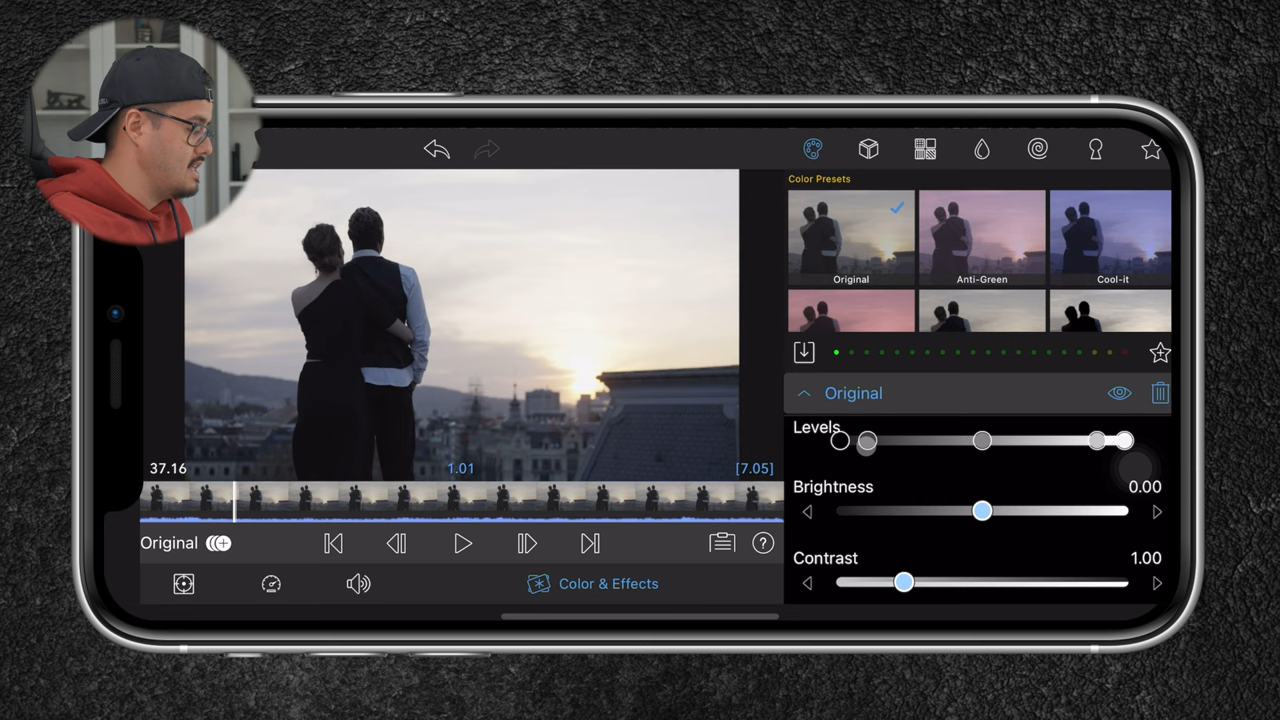 Color Presets
Original
Anti-Green
Cool-it
Original
Levels
37.16
1.01
[7.05]
Brightness
0.00
Original
Contrast
1.00
Color & Effects